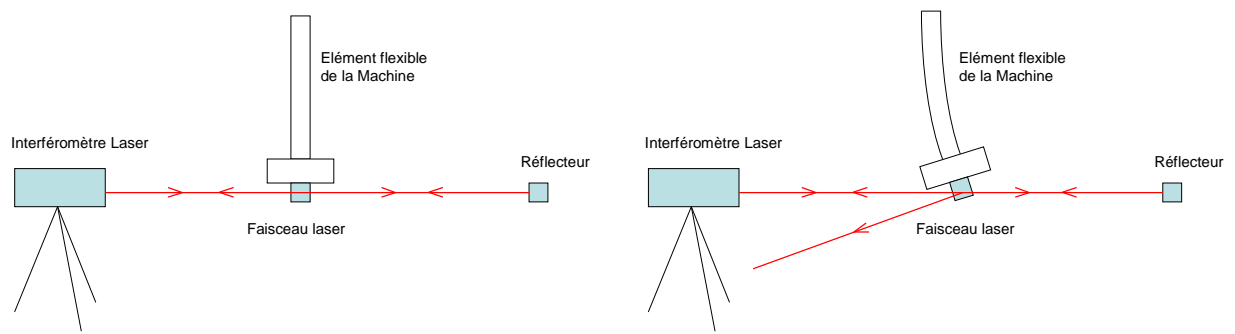 Elément flexible
de la Machine
Interféromètre Laser
Réflecteur
Faisceau laser
Elément flexible
de la Machine
Interféromètre Laser
Réflecteur
Faisceau laser